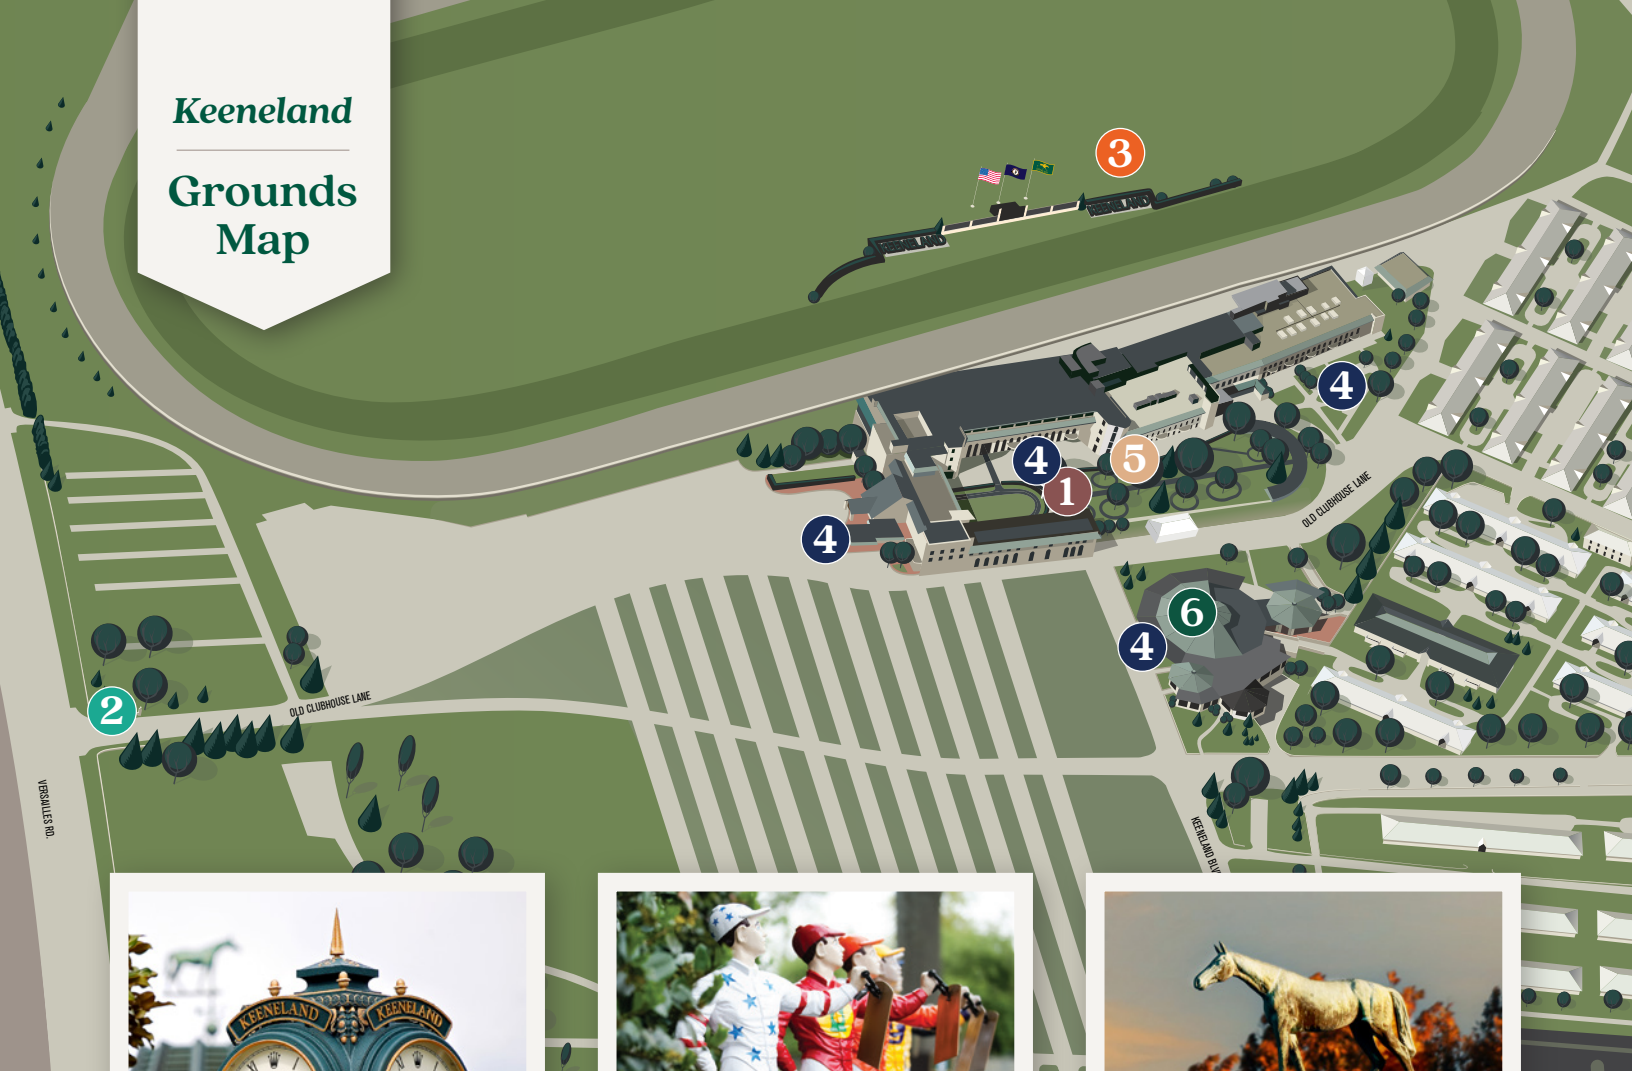 Keeneland
Grounds
Map
3
KEENELAND
KEENELAND
4
4
5
1
4
OLD CLUBHOUSE LANE
6
4
2
OLD CLUBHOUSE LANE
VERSAILLES RD.
KEENELAND
KEENELAND KEENELAND